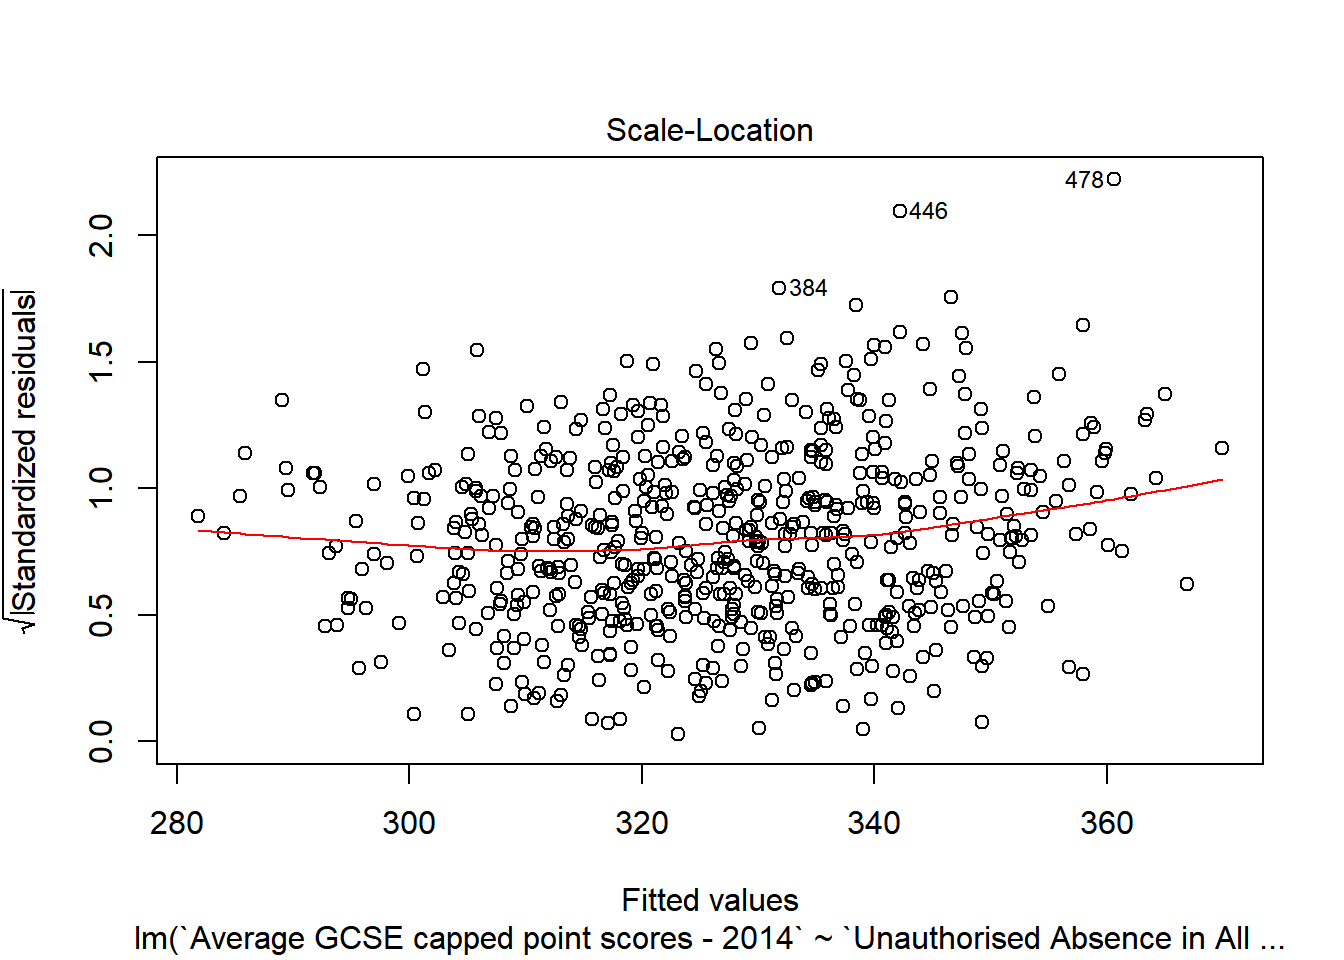 Scale-Location
478
446
384
√|Standardized residuals|
2.0
1.5
1.0
0.5
0.0
280 300 320 340 360
Fitted values
lm(`Average GCSE capped point scores - 2014` ~ `Unauthorised Absence in All ...